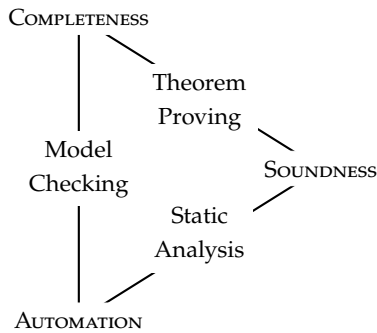 COMPLETENESS
Theorem
Proving
Model
Checking
SOUNDNESS
Static
Analysis
AUTOMATION